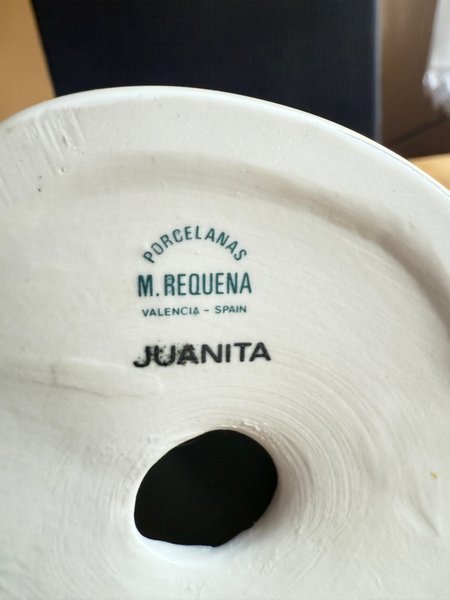 PORCELANAS
M. REQUENA
VALENCIA - SPAIN
JUANITA